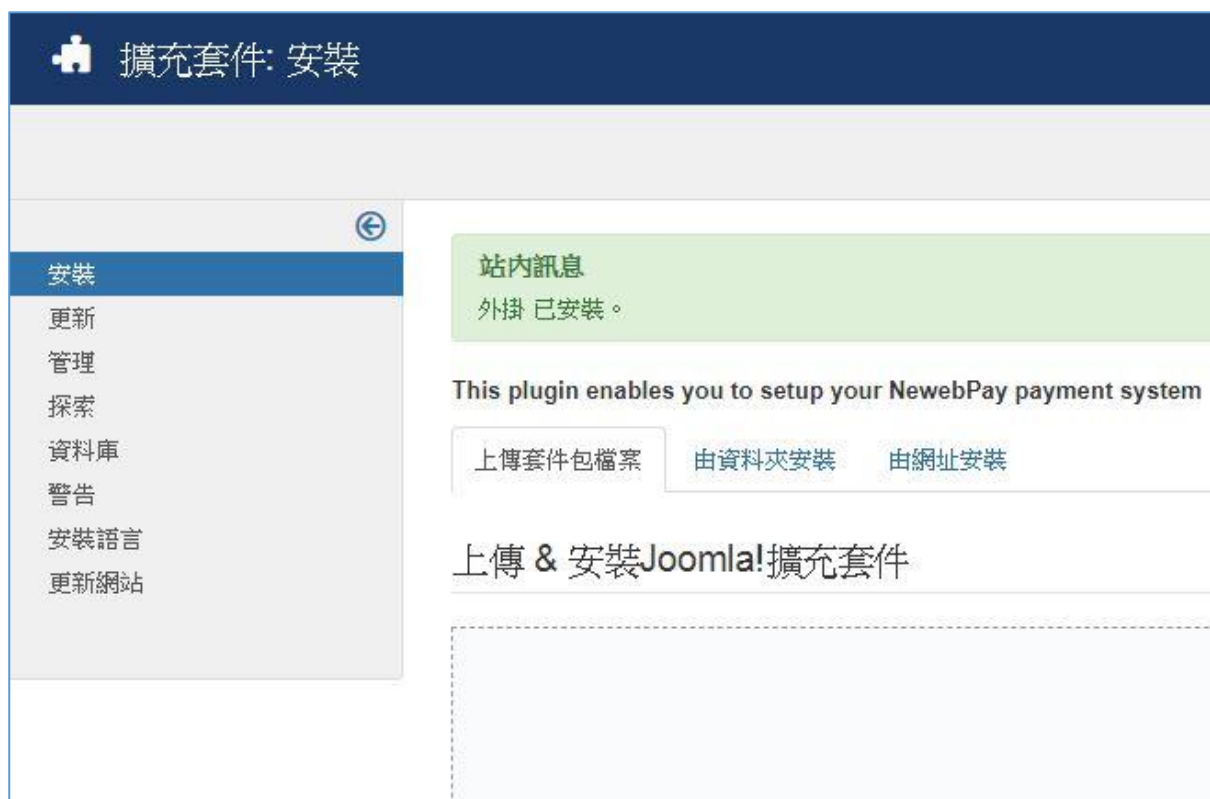 擴充套件: 安裝
安裝
更新
管理
探索
資料庫
警告
安裝語言
更新網站
站內訊息
外掛 已安裝。
This plugin enables you to setup your NewebPay payment system
上傳套件包檔案 由資料夾安裝 由網址安裝
上傳 & 安裝Joomla!擴充套件